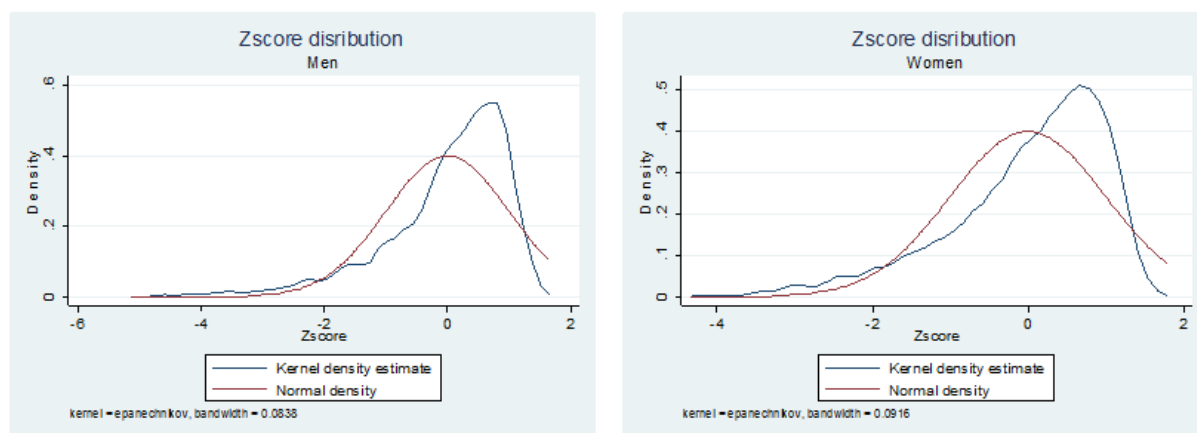 Zscore disribution
Men
.6
.4
.2
0
Density
-6
-4
-2
0
2
Zscore
Kernel density estimate
Normal density
kernel = epanechnikov, bandwidth = 0.0838
Zscore disribution
Women
.5
.4
.3
.2
.1
0
Density
-4
-2
0
2
Zscore
Kernel density estimate
Normal density
kernel = epanechnikov, bandwidth = 0.0916